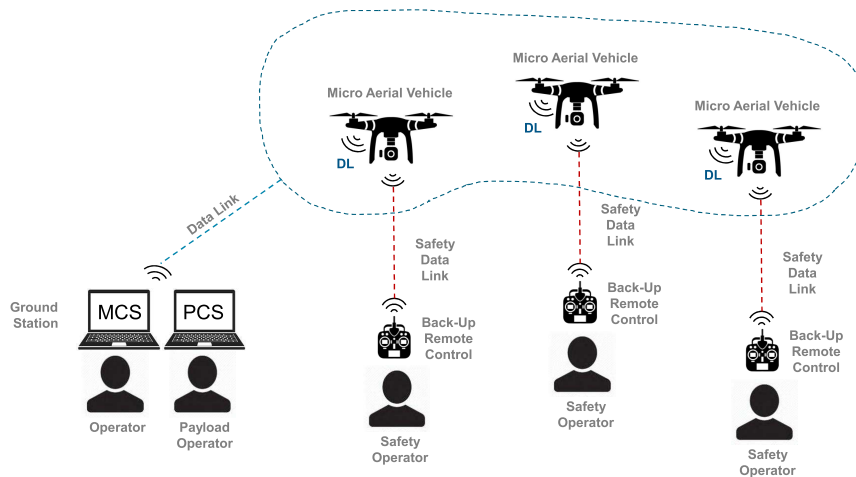 Micro Aerial Vehicle
DL
Safety
Data
Link
Back-Up
Remote
Control
Safety
Operator
Micro Aerial Vehicle
DL
Safety
Data
Link
Back-Up
Remote
Control
Safety
Operator
Micro Aerial Vehicle
DL
Safety
Data
Link
Back-Up
Remote
Control
Safety
Operator
Data Link
Ground
Station
MCS
PCS
Operator
Payload
Operator